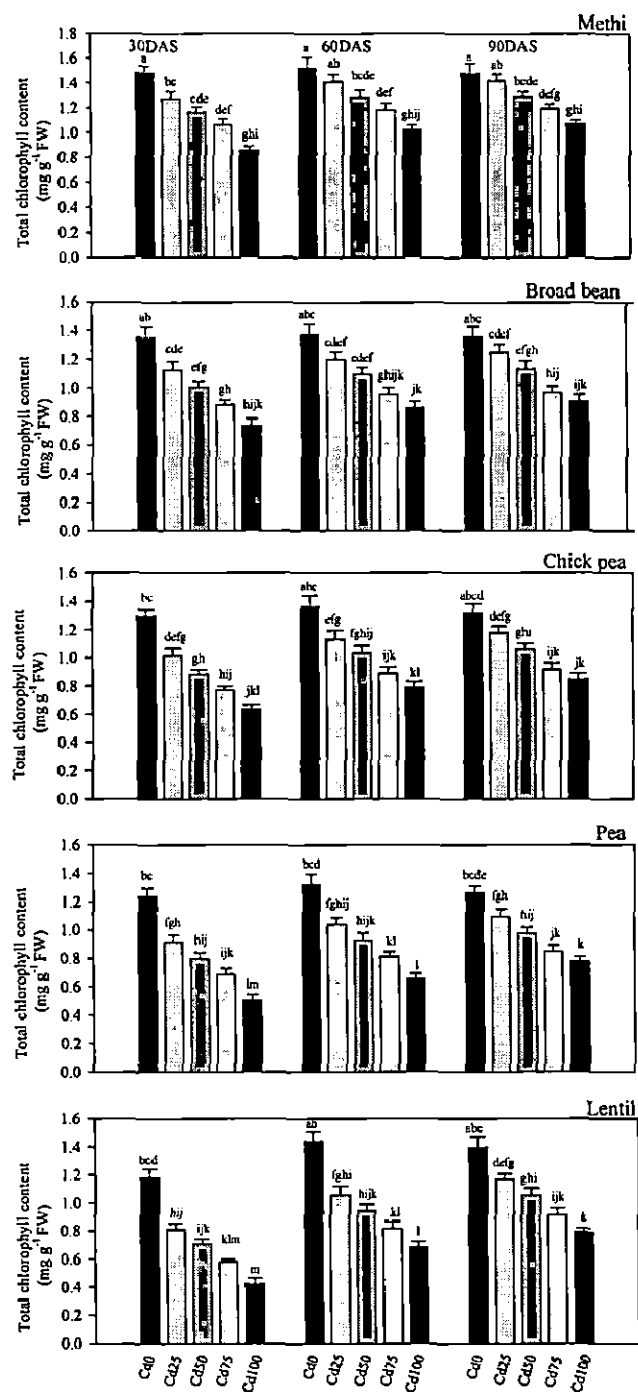 Methi
30DAS 60DAS 90DAS
a bc cde def ghi a ab bcde def ghij a ab bcde defg ghi
1.8
1.6
1.4
1.2
1.0
0.8
0.6
0.4
0.2
0.0
Total chlorophyll content
(mg g⁻¹ FW)
Broad bean
ab cde efg gh hijk abc cdef cdef ghijk jk abc cdef efgh hij ijk
1.6
1.4
1.2
1.0
0.8
0.6
0.4
0.2
0.0
Total chlorophyll content
(mg g⁻¹ FW)
Chick pea
bc defg gh hij jkl abc efg fghij ijk kl abcd defg ghi ijk jk
1.6
1.4
1.2
1.0
0.8
0.6
0.4
0.2
0.0
Total chlorophyll content
(mg g⁻¹ FW)
Pea
bc fgh hij ijk lm bcd fghij hijk kl l bcde fgh hij jk k
1.6
1.4
1.2
1.0
0.8
0.6
0.4
0.2
0.0
Total chlorophyll content
(mg g⁻¹ FW)
Lentil
bcd hij ijk klm m ab fghi hijk kl l abc defg ghi ijk k
1.6
1.4
1.2
1.0
0.8
0.6
0.4
0.2
0.0
Total chlorophyll content
(mg g⁻¹ FW)
Cd0 Cd25 Cd50 Cd75 Cd100 Cd0 Cd25 Cd50 Cd75 Cd100 Cd0 Cd25 Cd50 Cd75 Cd100